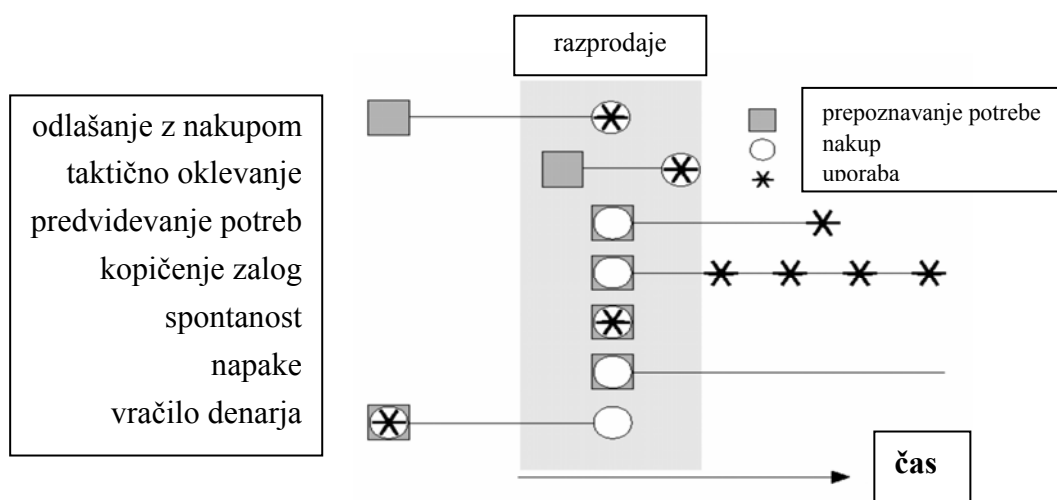 razprodaje
odlašanje z nakupom
taktično oklevanje
predvidevanje potreb
kopičenje zalog
spontanost
napake
vračilo denarja
prepoznavanje potrebe
nakup
uporaba
čas